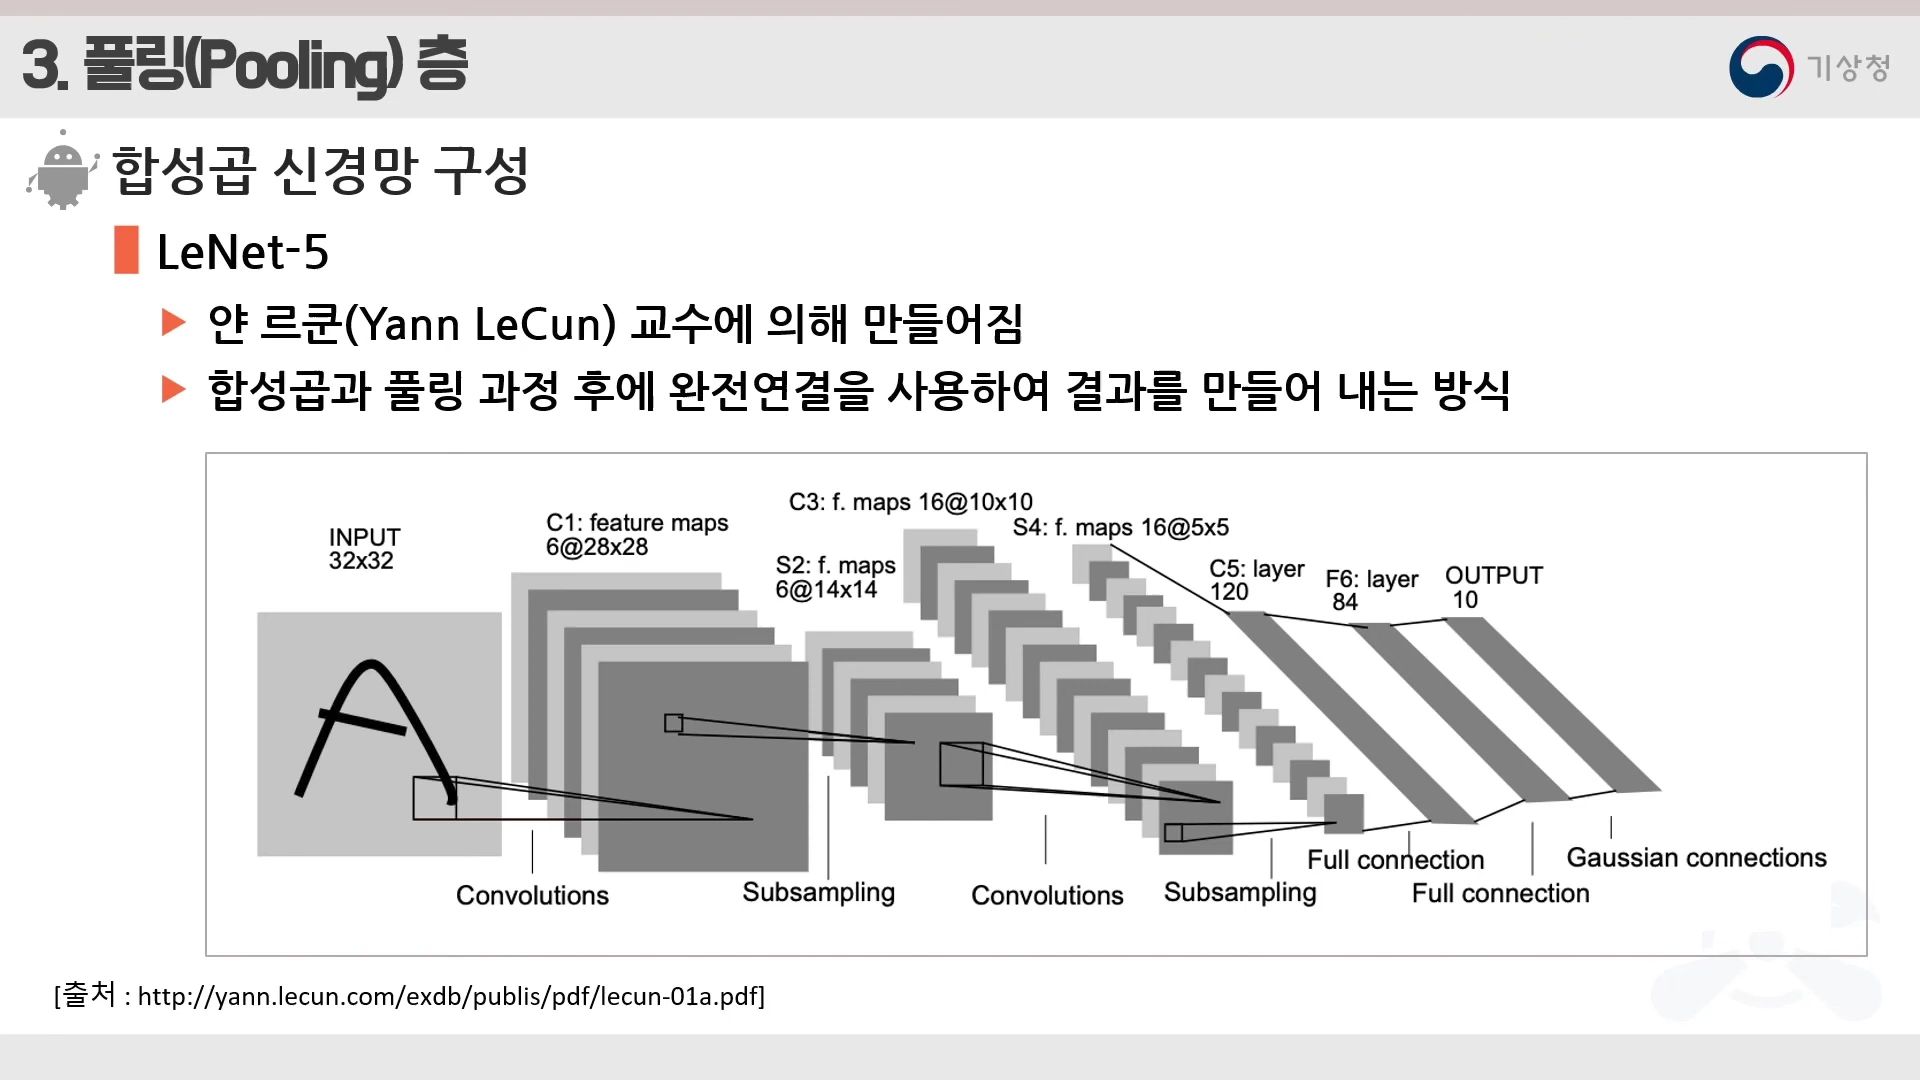 3. 풀링(Pooling) 층
기상청
합성곱 신경망 구성
LeNet-5
얀 르쿤(Yann LeCun) 교수에 의해 만들어짐
합성곱과 풀링 과정 후에 완전연결을 사용하여 결과를 만들어 내는 방식
INPUT
32x32
C1: feature maps
6@28x28
S2: f. maps
6@14x14
C3: f. maps 16@10x10
S4: f. maps 16@5x5
C5: layer
120
F6: layer
84
OUTPUT
10
Convolutions
Subsampling
Convolutions
Subsampling
Full connection
Full connection
Gaussian connections
[출처 : http://yann.lecun.com/exdb/publis/pdf/lecun-01a.pdf]